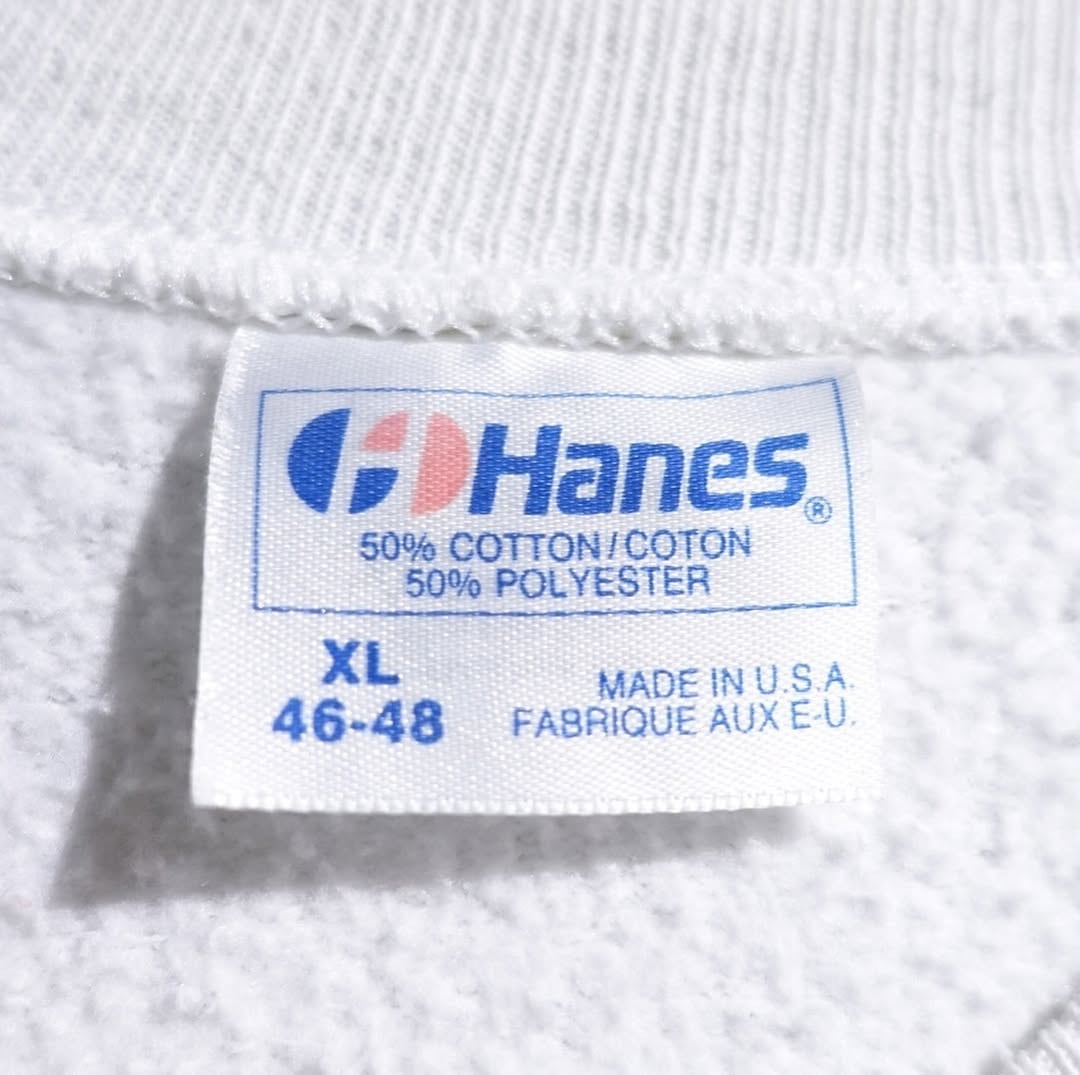 Hanes®
50% COTTON/COTON
50% POLYESTER
XL
46-48
MADE IN U.S.A.
FABRIQUE AUX E-U.